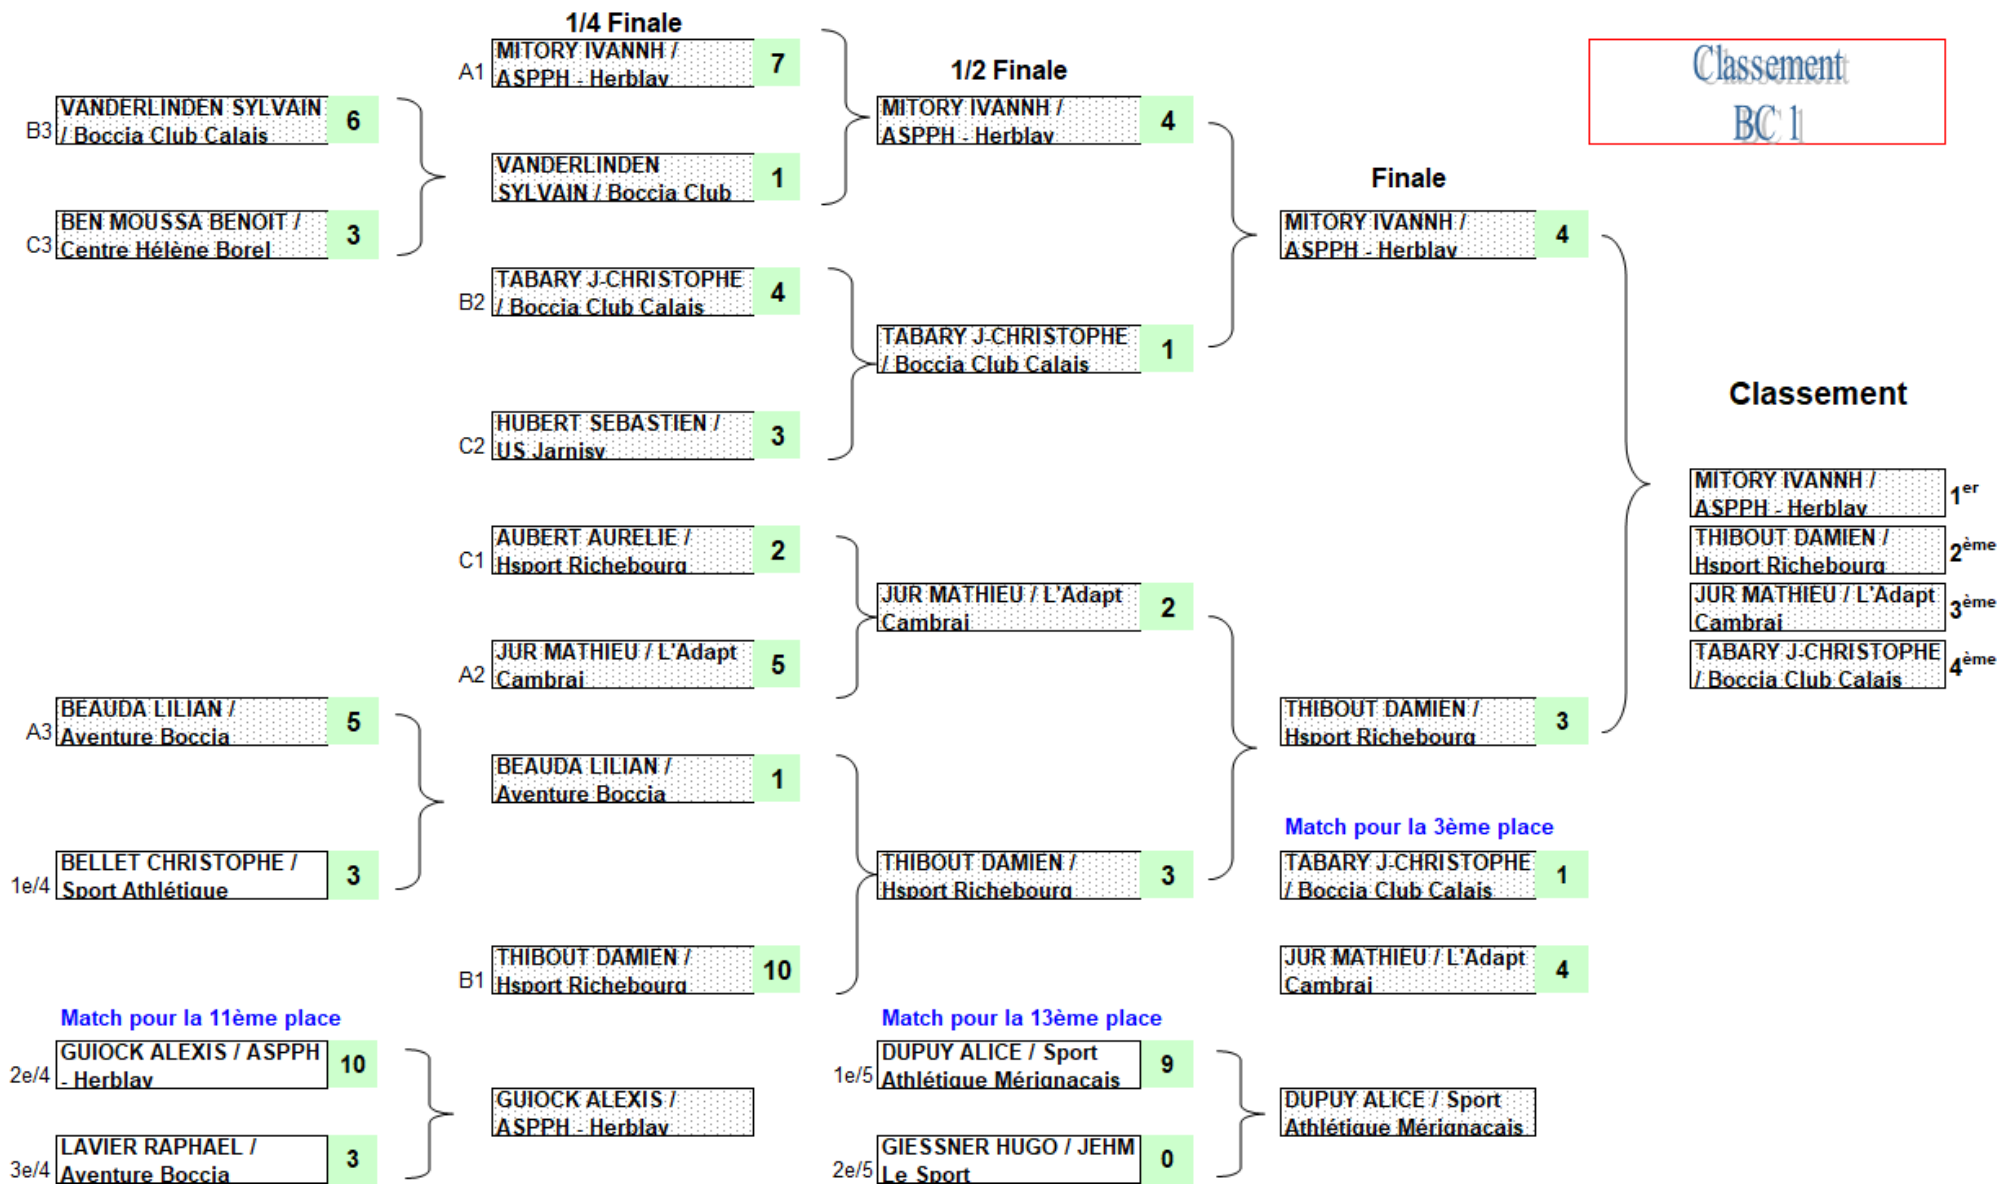 1/4 Finale
A1
MITORY IVANNH /
ASPPH - Herblay
7
1/2 Finale
Classement
BC 1
B3
VANDERLINDEN SYLVAIN
/ Boccia Club Calais
6
MITORY IVANNH /
ASPPH - Herblay
4
VANDERLINDEN
SYLVAIN / Boccia Club
1
Finale
C3
BEN MOUSSA BENOIT /
Centre Hélène Borel
3
MITORY IVANNH /
ASPPH - Herblay
4
B2
TABARY J-CHRISTOPHE
/ Boccia Club Calais
4
TABARY J-CHRISTOPHE
/ Boccia Club Calais
1
Classement
C2
HUBERT SEBASTIEN /
US Jarnisy
3
MITORY IVANNH /
ASPPH - Herblay
1er
C1
AUBERT AURELIE /
Hsport Richebourg
2
THIBOUT DAMIEN /
Hsport Richebourg
2ème
JUR MATHIEU / L'Adapt
Cambrai
2
JUR MATHIEU / L'Adapt
Cambrai
3ème
A2
JUR MATHIEU / L'Adapt
Cambrai
5
TABARY J-CHRISTOPHE
/ Boccia Club Calais
4ème
A3
BEAUDA LILIAN /
Aventure Boccia
5
THIBOUT DAMIEN /
Hsport Richebourg
3
BEAUDA LILIAN /
Aventure Boccia
1
Match pour la 3ème place
1e/4
BELLET CHRISTOPHE /
Sport Athlétique
3
THIBOUT DAMIEN /
Hsport Richebourg
3
TABARY J-CHRISTOPHE
/ Boccia Club Calais
1
B1
THIBOUT DAMIEN /
Hsport Richebourg
10
JUR MATHIEU / L'Adapt
Cambrai
4
Match pour la 11ème place
Match pour la 13ème place
2e/4
GUIOCK ALEXIS / ASPPH
- Herblay
10
1e/5
DUPUY ALICE / Sport
Athlétique Mérignacais
9
GUIOCK ALEXIS /
ASPPH - Herblay
DUPUY ALICE / Sport
Athlétique Mérignacais
3e/4
LAVIER RAPHAEL /
Aventure Boccia
3
2e/5
GIESSNER HUGO / JEHM
Le Sport
0